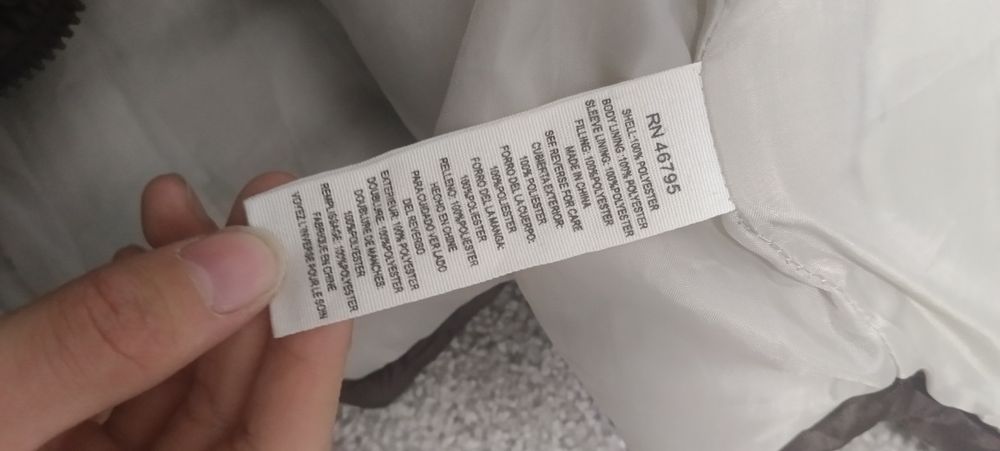 RN 46795
SHELL:100% POLYESTER
BODY LINING :100% POLYESTER
SLEEVE LINING: 100%POLYESTER
FILLING: 100%POLYESTER
MADE IN CHINA
SEE REVERSE FOR CARE
CUBIERTA EXTERIOR:
100% POLIESTER
FORRO DEL LA CUERPO:
100%POLIESTER
FORRO DEL LA MANGA:
100%POLIESTER
RELLENO: 100%POLIESTER
HECHO EN CHINE
PARA CUIDADO VER LADO
DEL REVERSO
EXTERIEUR: 100% POLYESTER
DOUBLURE: 100%POLYESTER
DOUBLURE DE MANCHES:
100%POLYESTER
REMPLISSAGE: 100%POLYESTER
FABRIQUE EN CHINE
VOYEZ L'INVERSE POUR LE SOIN